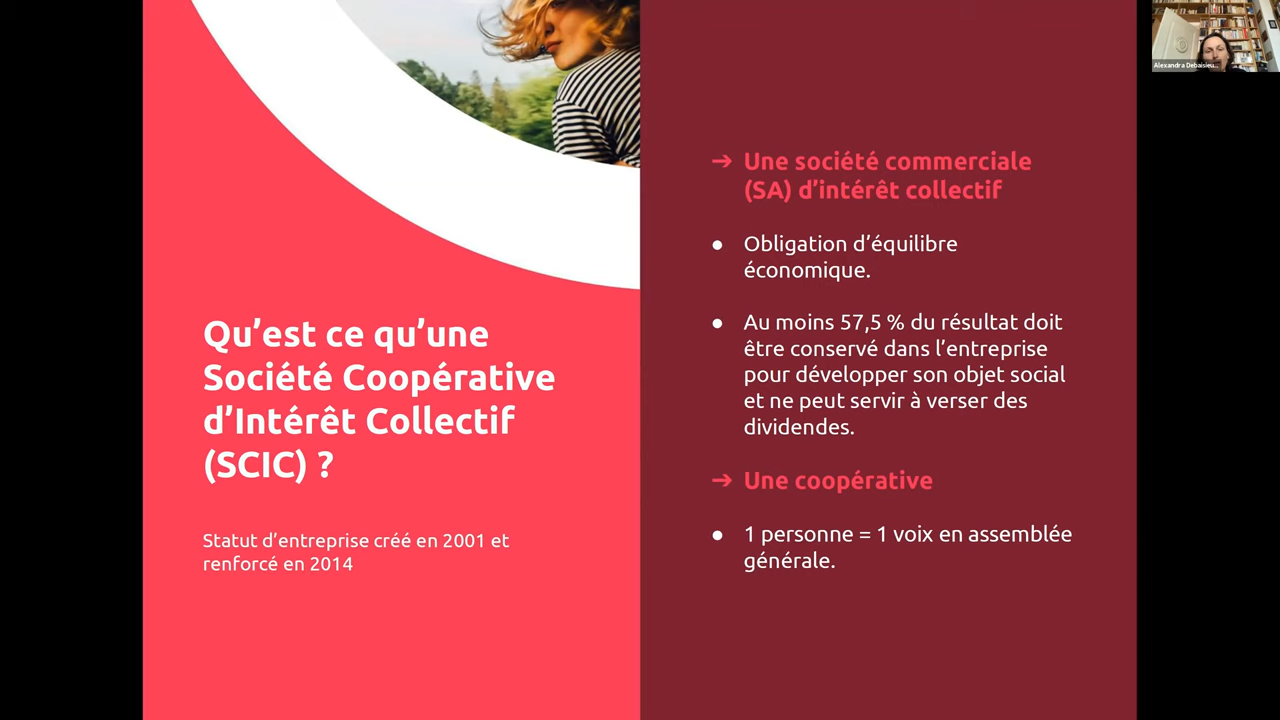 Qu’est ce qu’une
Société Coopérative
d’Intérêt Collectif
(SCIC) ?
Statut d’entreprise créé en 2001 et
renforcé en 2014
➔ Une société commerciale
(SA) d’intérêt collectif
● Obligation d’équilibre
économique.
● Au moins 57,5 % du résultat doit
être conservé dans l’entreprise
pour développer son objet social
et ne peut servir à verser des
dividendes.
➔ Une coopérative
● 1 personne = 1 voix en assemblée
générale.
Alexandra Debaisieu...